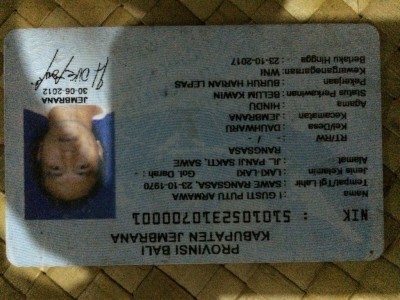 PROVINSI BALI
KABUPATEN JEMBRANA
NIK : 5101052310700001
Nama : I GUSTI PUTU ARMAWA
Tempat/Tgl Lahir : SAWE RANGSASA, 23-10-1970
Jenis Kelamin : LAKI-LAKI Gol. Darah : -
Alamat : JL. PANJI SAKTI, SAWE
RANGSASA
RT/RW : - / -
Kel/Desa : DAUHWARU
Kecamatan : JEMBRANA
Agama : HINDU
Status Perkawinan : BELUM KAWIN
Pekerjaan : BURUH HARIAN LEPAS
Kewarganegaraan : WNI
Berlaku Hingga : 23-10-2017
JEMBRANA
30-06-2012